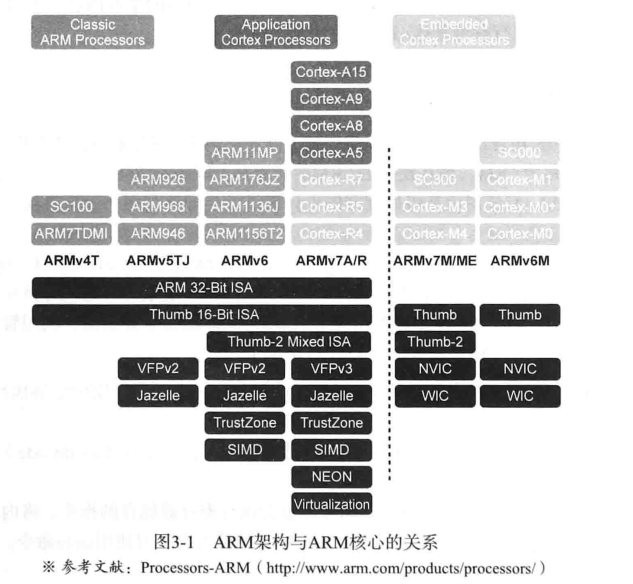 Classic
ARM Processors
Application
Cortex Processors
Embedded
Cortex Processors
Cortex-A15
Cortex-A9
Cortex-A8
ARM11MP Cortex-A5 SC000
ARM926 ARM176JZ Cortex-R7 SC300 Cortex-M1
SC100 ARM968 ARM1136J Cortex-R5 Cortex-M3 Cortex-M0+
ARM7TDMI ARM946 ARM1156T2 Cortex-R4 Cortex-M4 Cortex-M0
ARMv4T ARMv5TJ ARMv6 ARMv7A/R ARMv7M/ME ARMv6M
ARM 32-Bit ISA
Thumb 16-Bit ISA Thumb Thumb
Thumb-2 Mixed ISA Thumb-2
VFPv2 VFPv2 VFPv3 NVIC NVIC
Jazelle Jazelle Jazelle WIC WIC
TrustZone TrustZone
SIMD SIMD
NEON
Virtualization
图3-1 ARM架构与ARM核心的关系
※ 参考文献：Processors-ARM（http://www.arm.com/products/processors/）